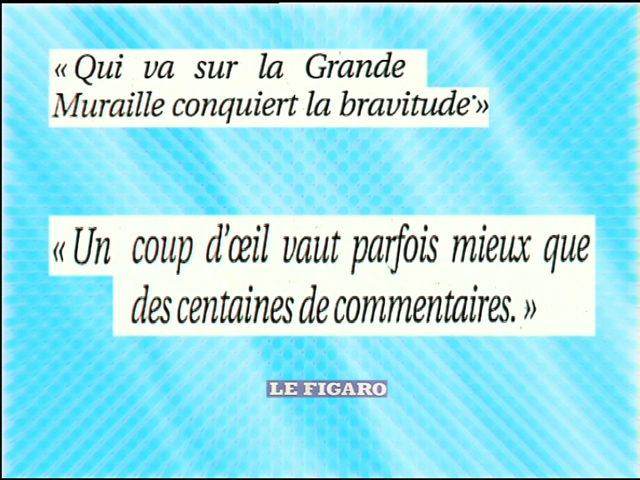 « Qui va sur la Grande
Muraille conquiert la bravitude · »
« Un coup d'œil vaut parfois mieux que
des centaines de commentaires. »
LE FIGARO